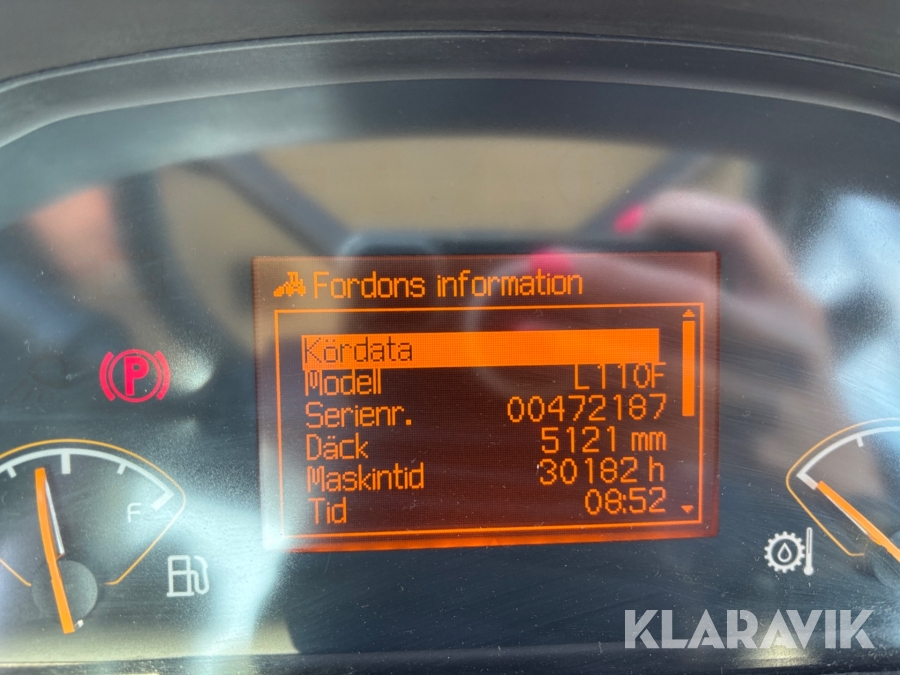 Fordons information
Kördata
Modell L110F
Serienr. 00472187
Däck 5121 mm
Maskintid 30182 h
Tid 08:52
P
F
KLARAVIK